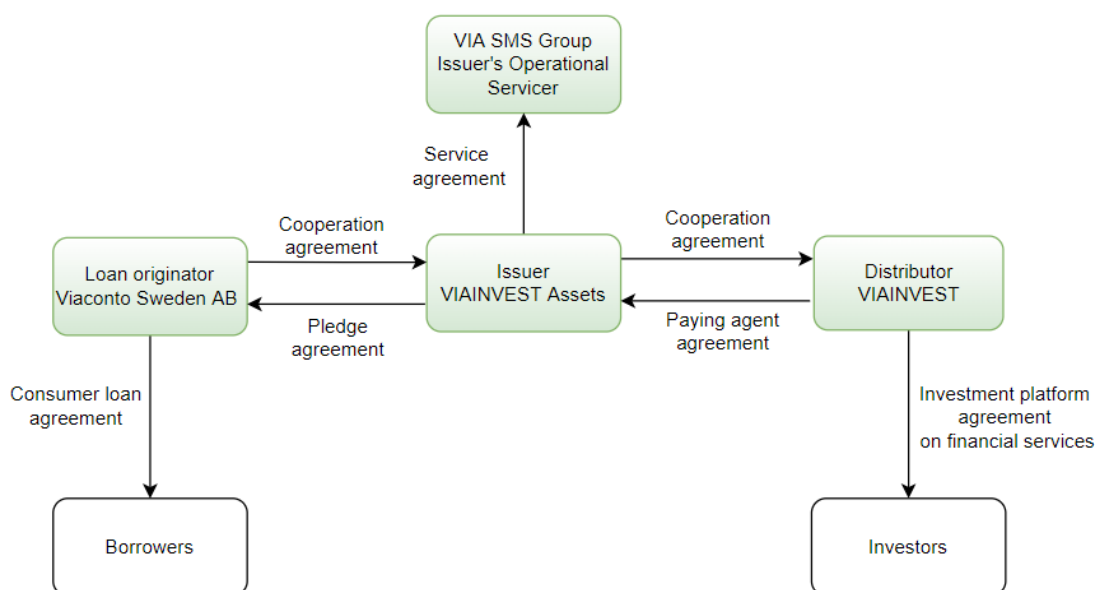 VIA SMS Group
Issuer's Operational
Servicer
Service
agreement
Cooperation
agreement
Cooperation
agreement
Loan originator
Viaconto Sweden AB
Issuer
VIAINVEST Assets
Distributor
VIAINVEST
Pledge
agreement
Paying agent
agreement
Consumer loan
agreement
Investment platform
agreement
on financial services
Borrowers
Investors